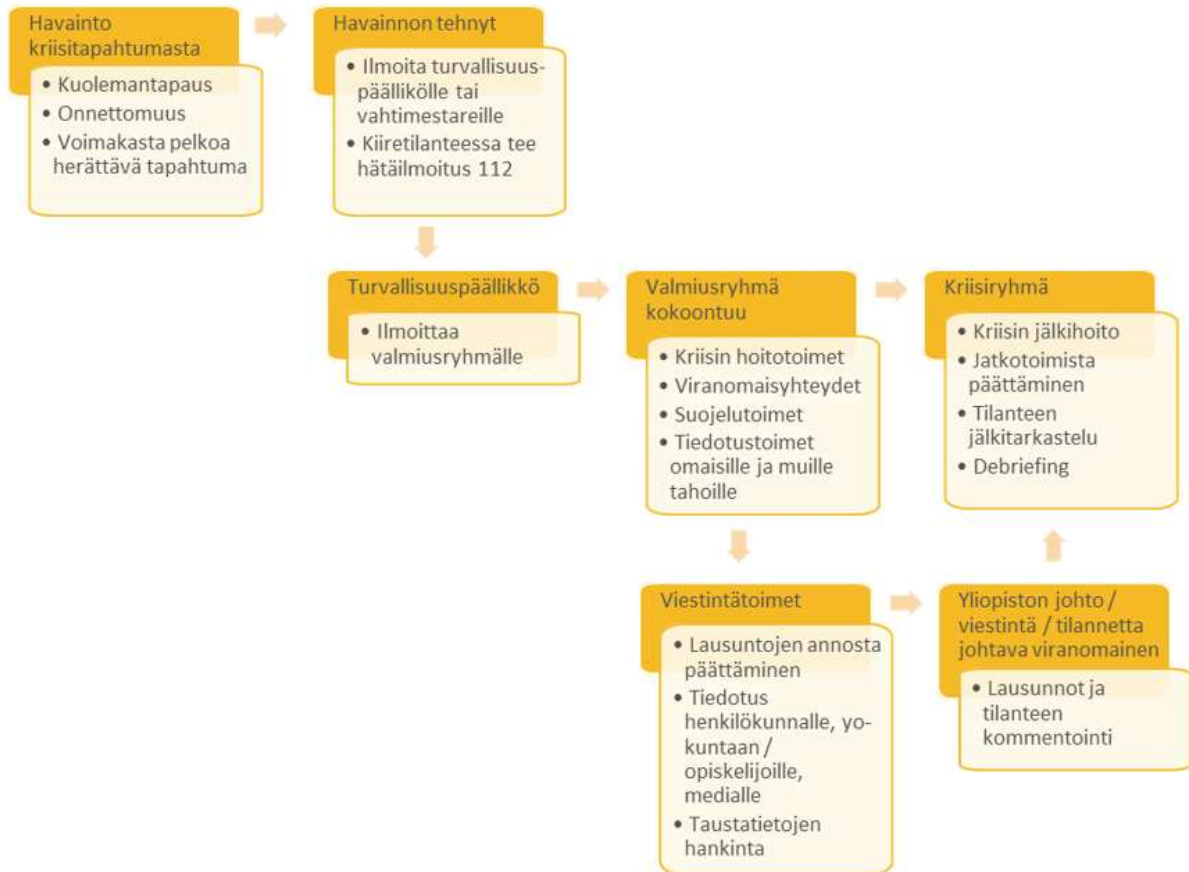 Havainto
kriisitapahtumasta
• Kuolemantapaus
• Onnettomuus
• Voimakasta pelkoa
herättävä tapahtuma
Havainnon tehnyt
• Ilmoita turvallisuus-
päällikölle tai
vahtimestareille
• Kiiretilanteessa tee
hätäilmoitus 112
Turvallisuuspäällikkö
• Ilmoittaa
valmiusryhmälle
Valmiusryhmä
kokoontuu
• Kriisin hoitotoimet
• Viranomaisyhteydet
• Suojelutoimet
• Tiedotustoimet
omaisille ja muille
tahoille
Kriisiryhmä
• Kriisin jälkihoito
• Jatkotoimista
päättäminen
• Tilanteen
jälkitarkastelu
• Debriefing
Viestintätoimet
• Lausuntojen annosta
päättäminen
• Tiedotus
henkilökunnalle, yo-
kuntaan /
opiskelijoille,
medialle
• Taustatietojen
hankinta
Yliopiston johto /
viestintä / tilannetta
johtava viranomainen
• Lausunnot ja
tilanteen
kommentointi